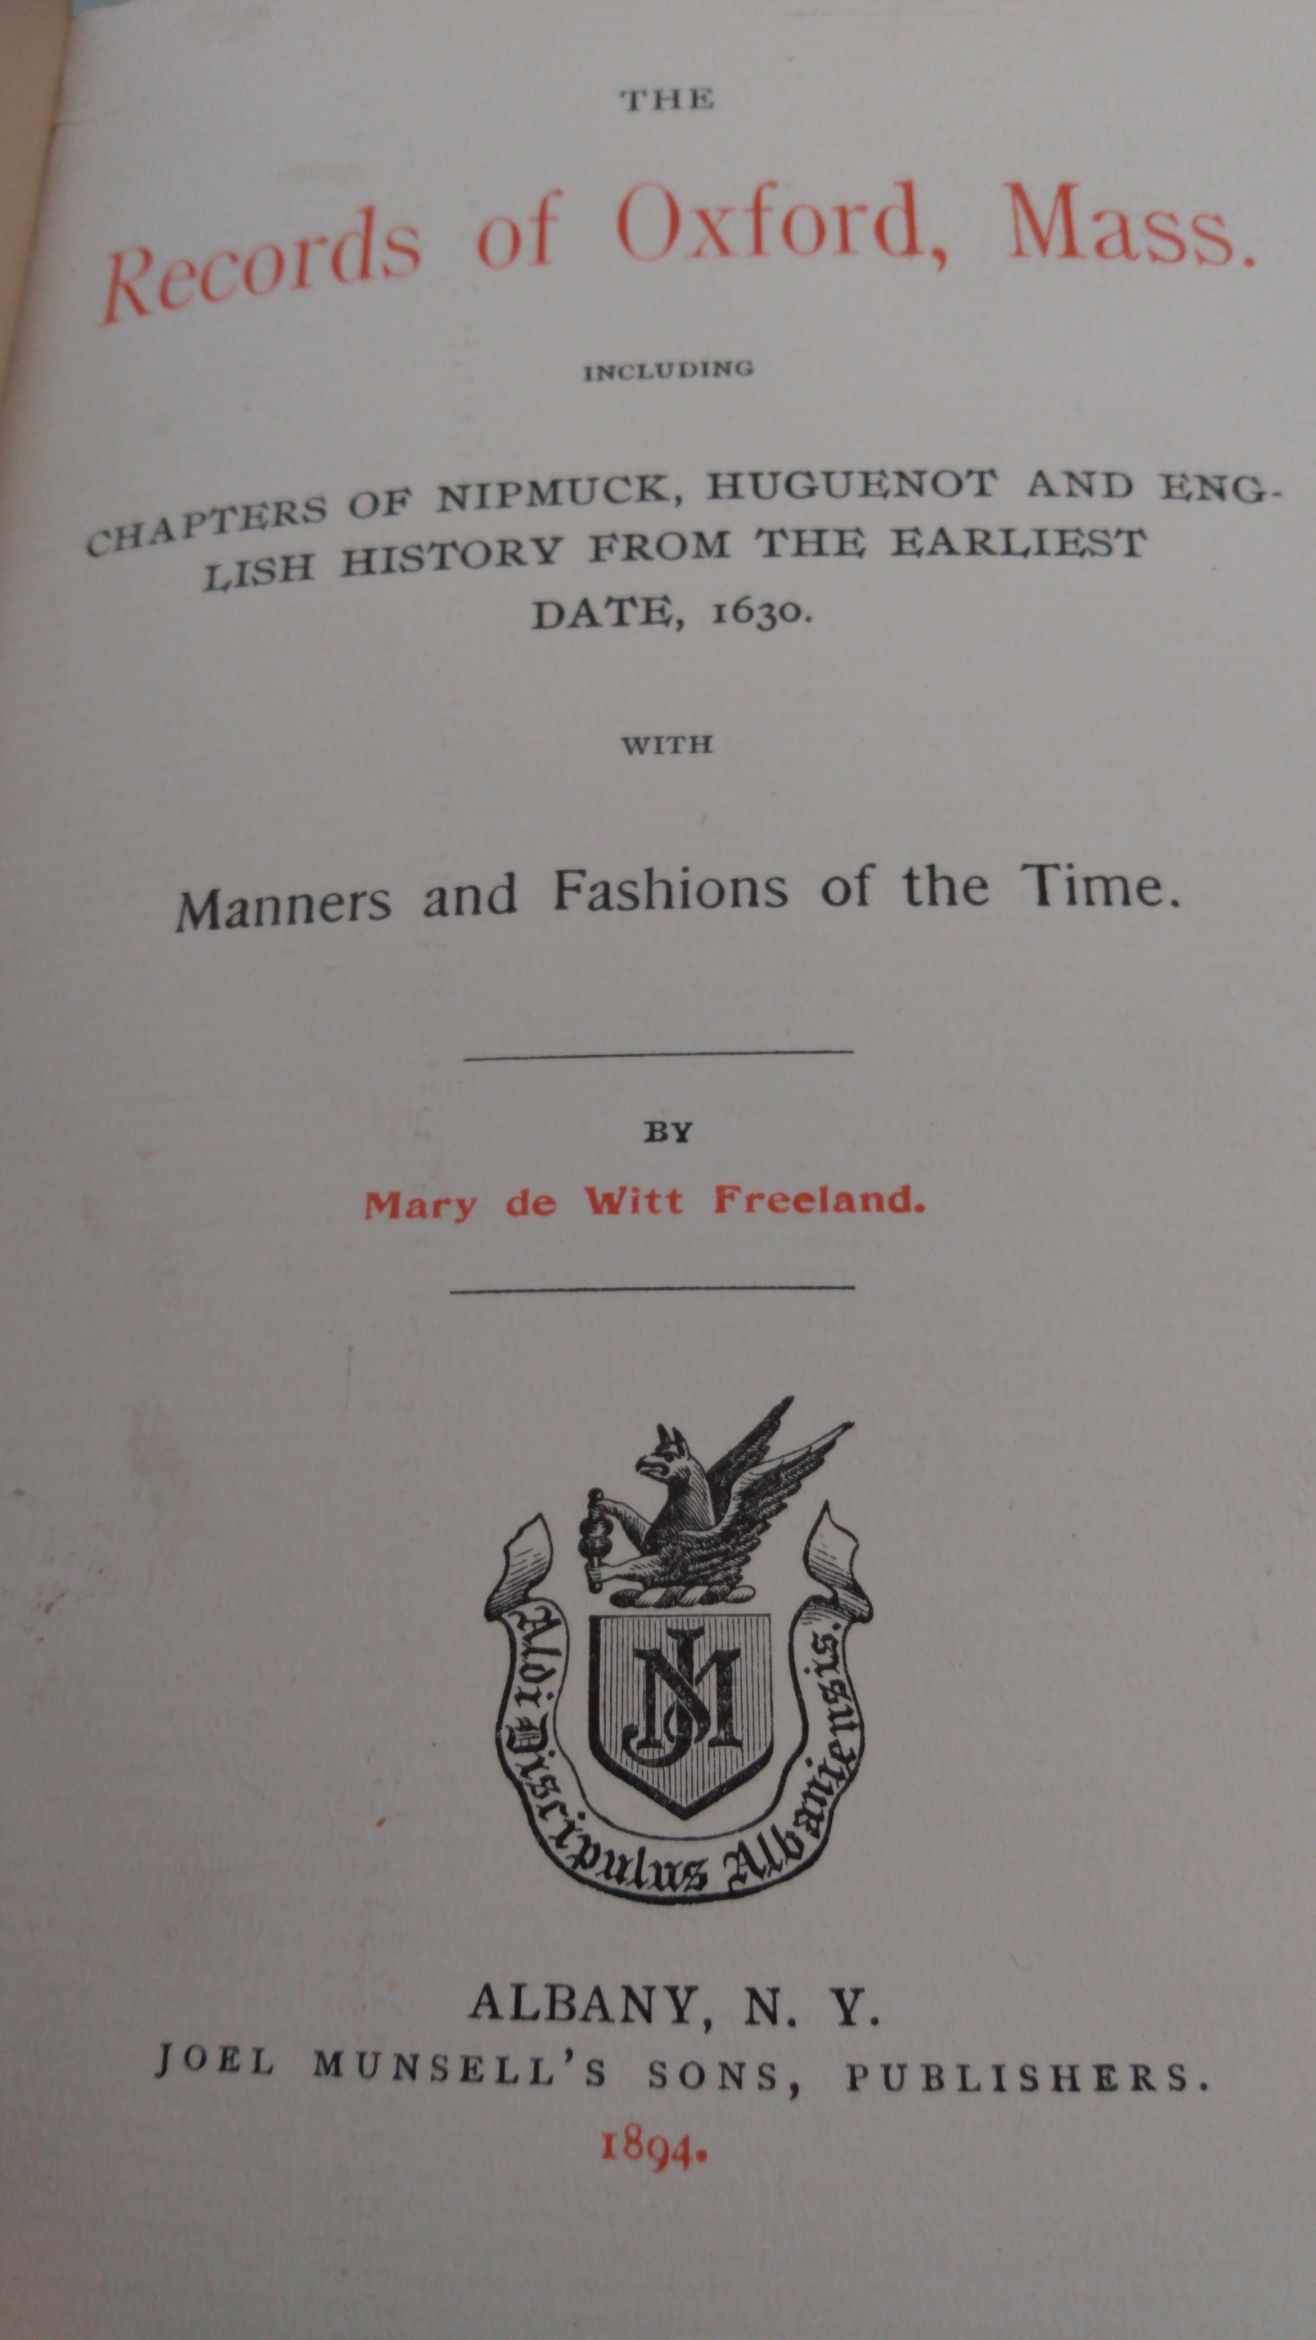 THE
Records of Oxford, Mass.
INCLUDING
CHAPTERS OF NIPMUCK, HUGUENOT AND ENG-
LISH HISTORY FROM THE EARLIEST
DATE, 1630.
WITH
Manners and Fashions of the Time.
BY
Mary de Witt Freeland.
JM
Aldi Discipulus Albaniensis.
ALBANY, N. Y.
JOEL MUNSELL'S SONS, PUBLISHERS.
1894.